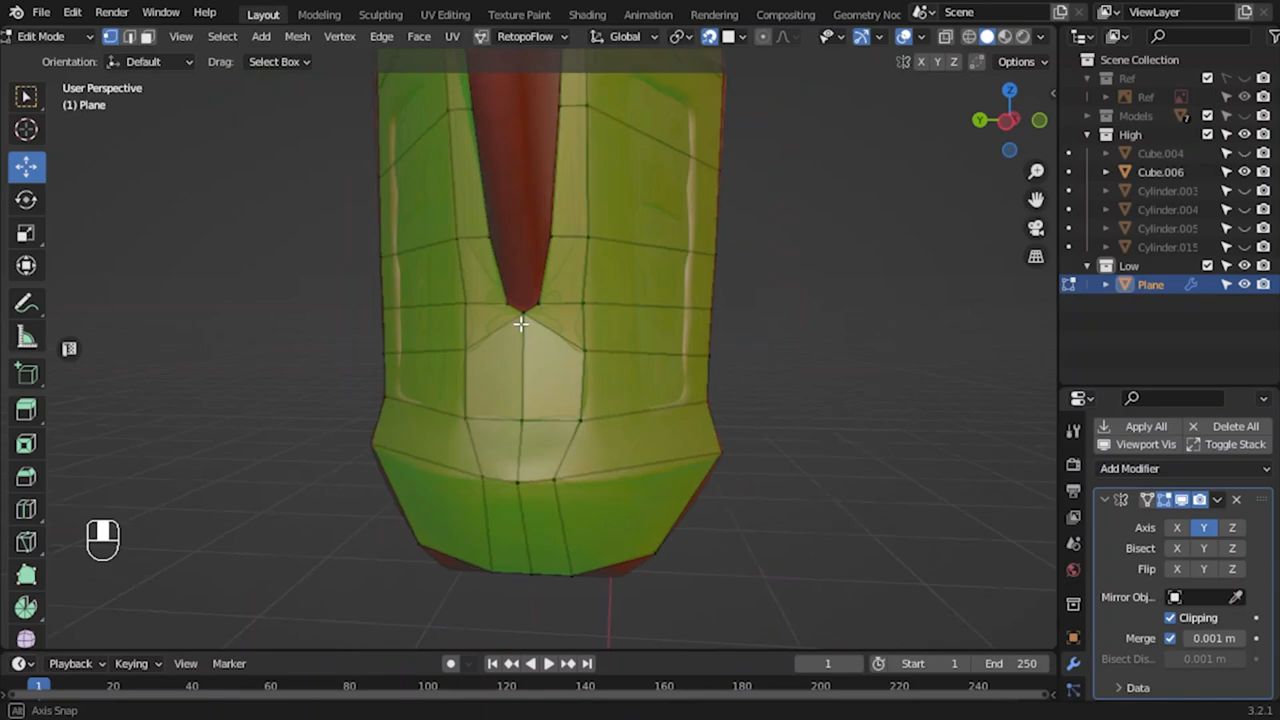 File Edit Render Window Help Layout Modeling Sculpting UV Editing Texture Paint Shading Animation Rendering Compositing Geometry Noc Scene ViewLayer
Edit Mode View Select Add Mesh Vertex Edge Face UV RetopoFlow Global
Orientation: Default Drag: Select Box X Y Z Options
User Perspective
(1) Plane
Z
Y
Scene Collection
Ref
Ref
Models
High
Cube.004
Cube.006
Cylinder.003
Cylinder.004
Cylinder.005
Cylinder.015
Low
Plane
Apply All Delete All
Viewport Vis Toggle Stack
Add Modifier
Axis X Y Z
Bisect X Y Z
Flip X Y Z
Mirror Obj...
Clipping
Merge 0.001 m
Bisect Dis... 0.001 m
Data
Playback Keying View Marker 1 Start 1 End 250
1 20 40 60 80 100 120 140 160 180 200 220 240
Alt Axis Snap 3.2.1